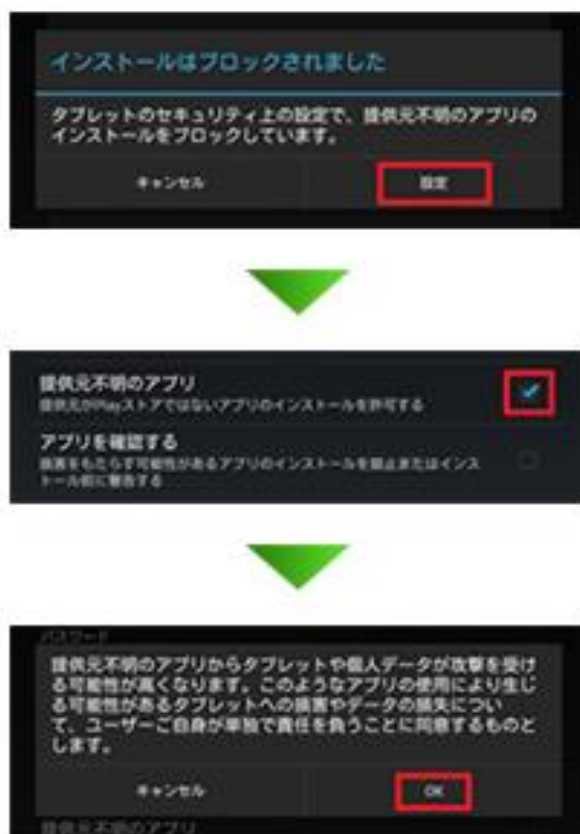 インストールはブロックされました
タブレットのセキュリティ上の設定で、提供元不明のアプリの
インストールをブロックしています。
キャンセル
設定
提供元不明のアプリ
提供元がPlayストアではないアプリのインストールを許可する
アプリを確認する
損害をもたらす可能性があるアプリのインストールを禁止またはインス
トール前に警告する
パスワード
提供元不明のアプリからタブレットや個人データが攻撃を受け
る可能性が高くなります。このようなアプリの使用により生じ
る可能性があるタブレットへの損害やデータの損失につい
て、ユーザーご自身が単独で責任を負うことに同意するものと
します。
キャンセル
OK
提供元不明のアプリ